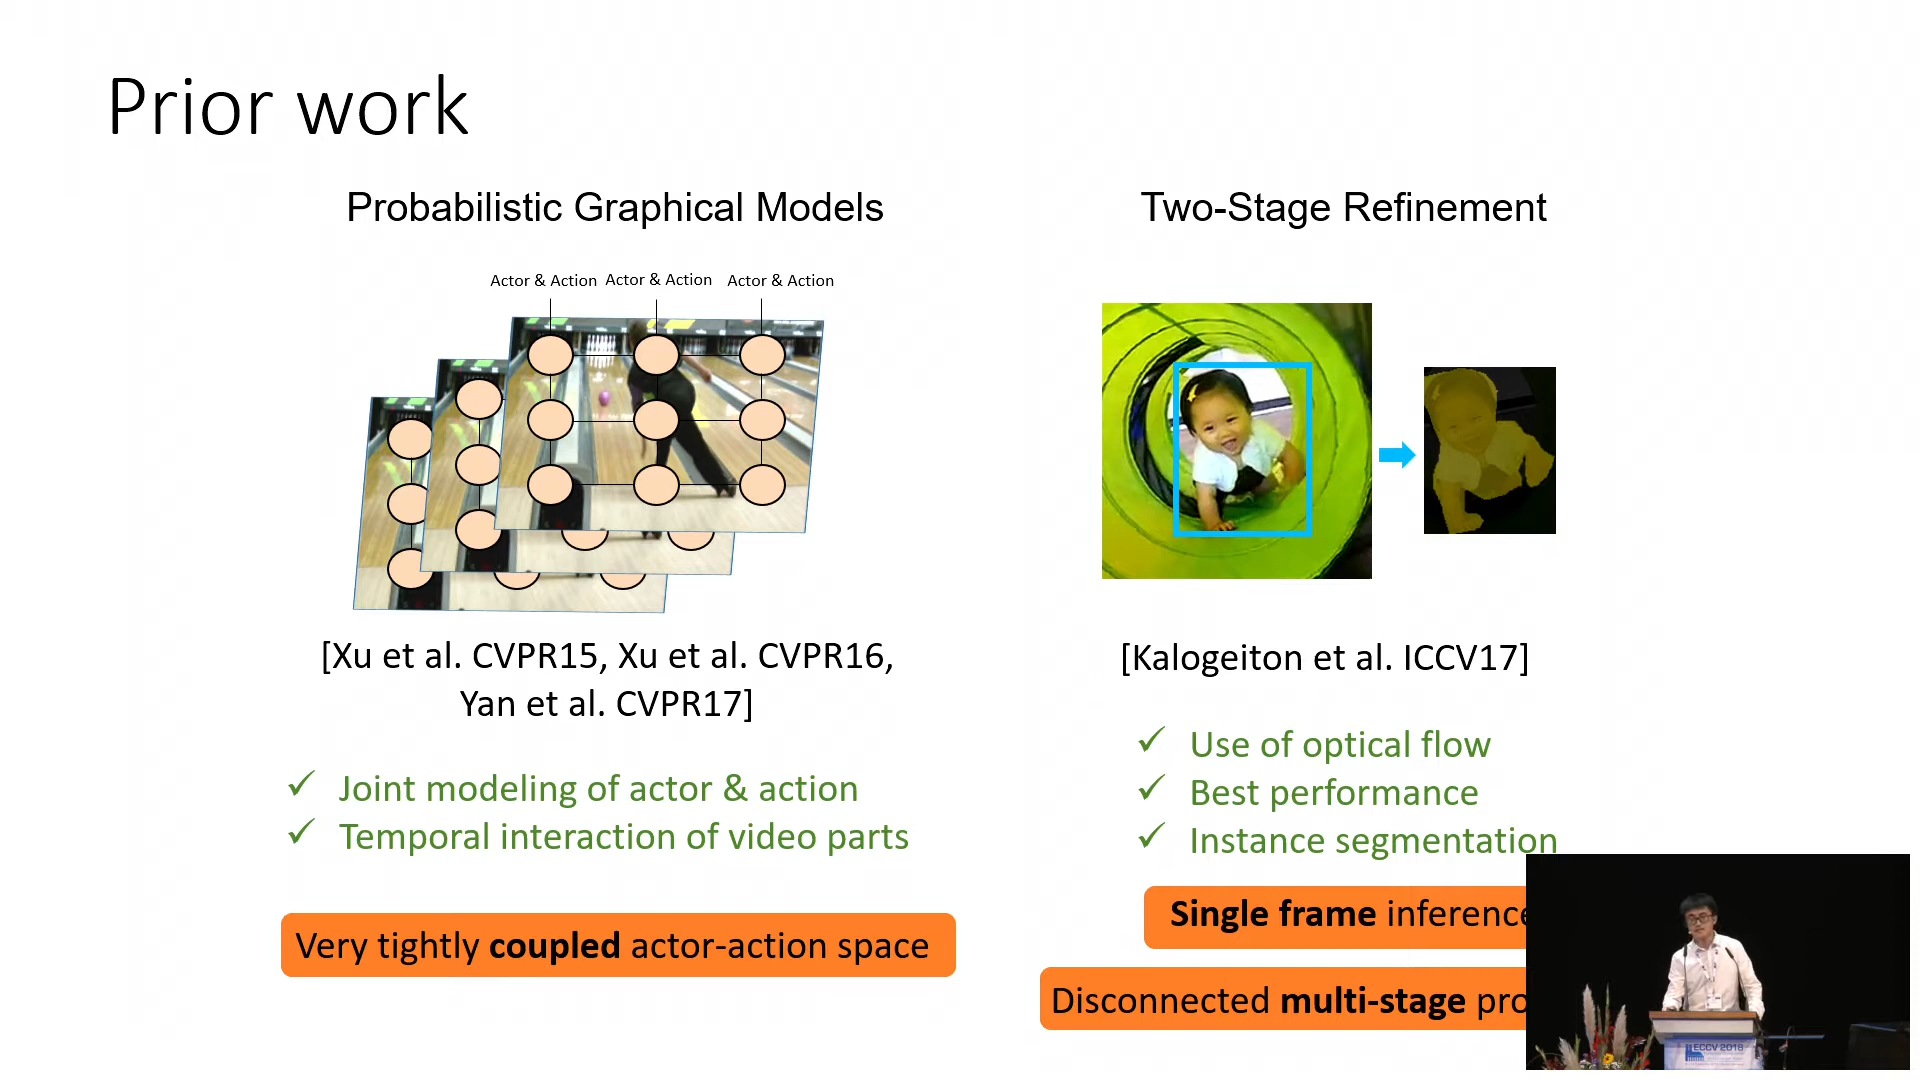 Prior work
Probabilistic Graphical Models
Actor & Action Actor & Action Actor & Action
[Xu et al. CVPR15, Xu et al. CVPR16,
Yan et al. CVPR17]
✓ Joint modeling of actor & action
✓ Temporal interaction of video parts
Very tightly coupled actor-action space
Two-Stage Refinement
[Kalogeiton et al. ICCV17]
✓ Use of optical flow
✓ Best performance
✓ Instance segmentation
Single frame inference
Disconnected multi-stage
ECCV 2018